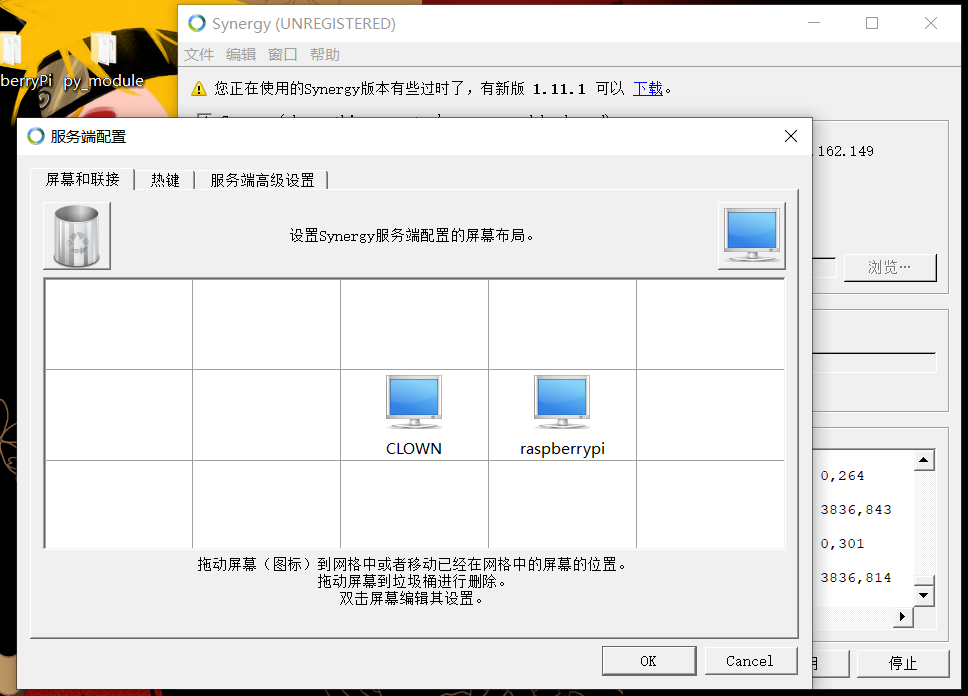 Synergy (UNREGISTERED)
文件 编辑 窗口 帮助
berryPi py_module
您正在使用的Synergy版本有些过时了，有新版 1.11.1 可以 下载。
服务端配置
.162.149
屏幕和联接 热键 服务端高级设置
设置Synergy服务端配置的屏幕布局。
浏览…
CLOWN raspberrypi
0,264
3836,843
0,301
3836,814
拖动屏幕（图标）到网格中或者移动已经在网格中的屏幕的位置。
拖动屏幕到垃圾桶进行删除。
双击屏幕编辑其设置。
OK Cancel 停止